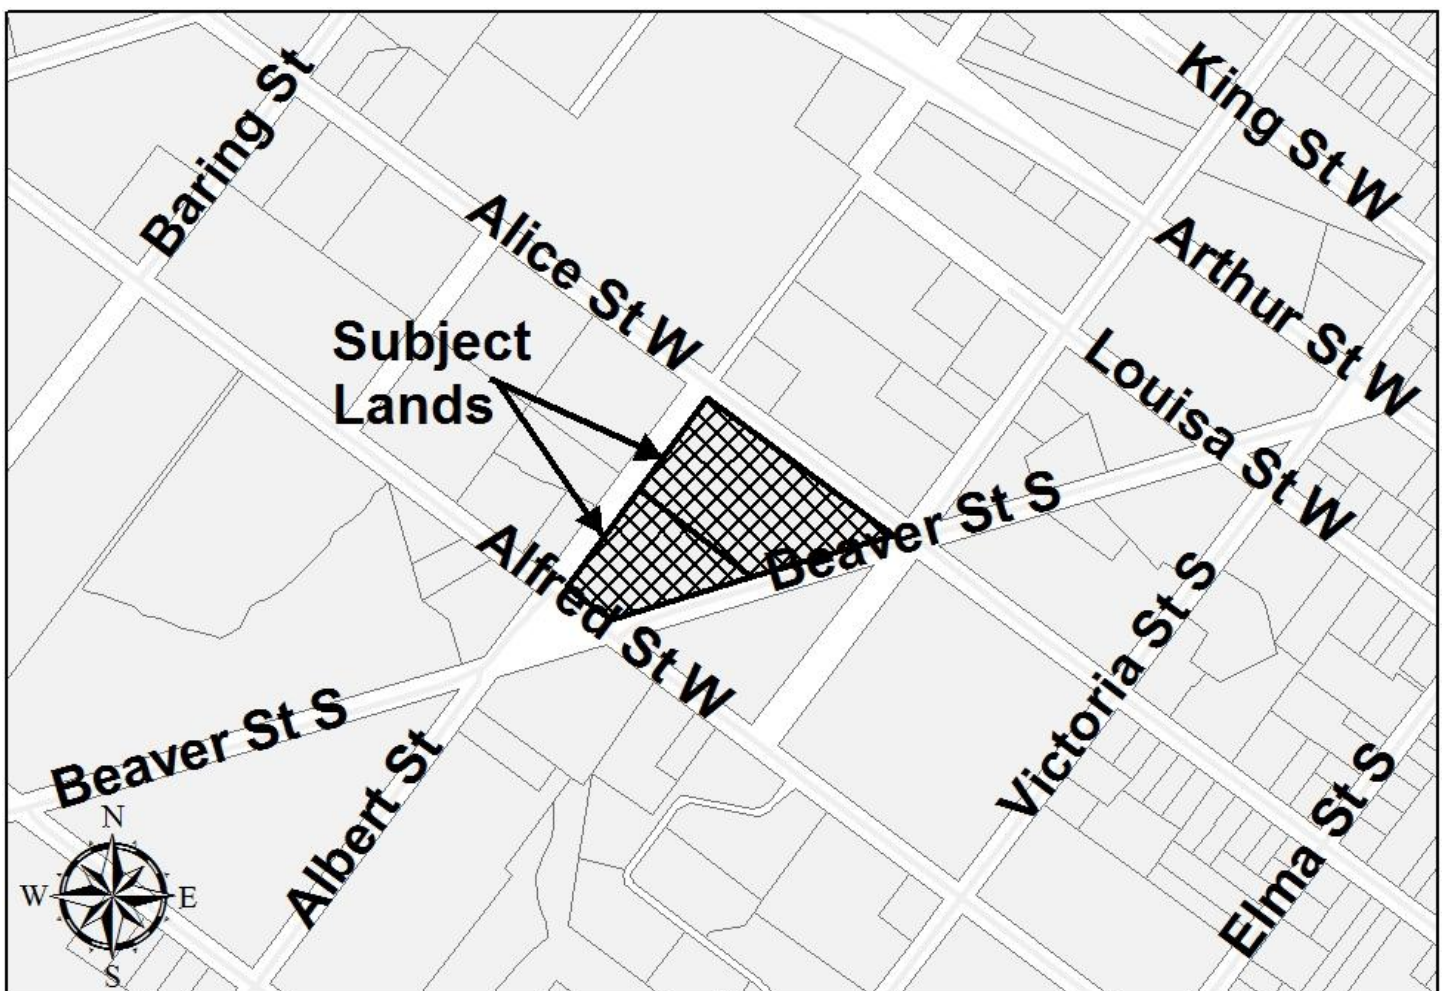 Baring St
King St W
Alice St W
Arthur St W
Subject
Lands
Louisa St W
Beaver St S
Alfred St W
Victoria St S
Beaver St S
Albert St
Elma St S
N
W
E
S